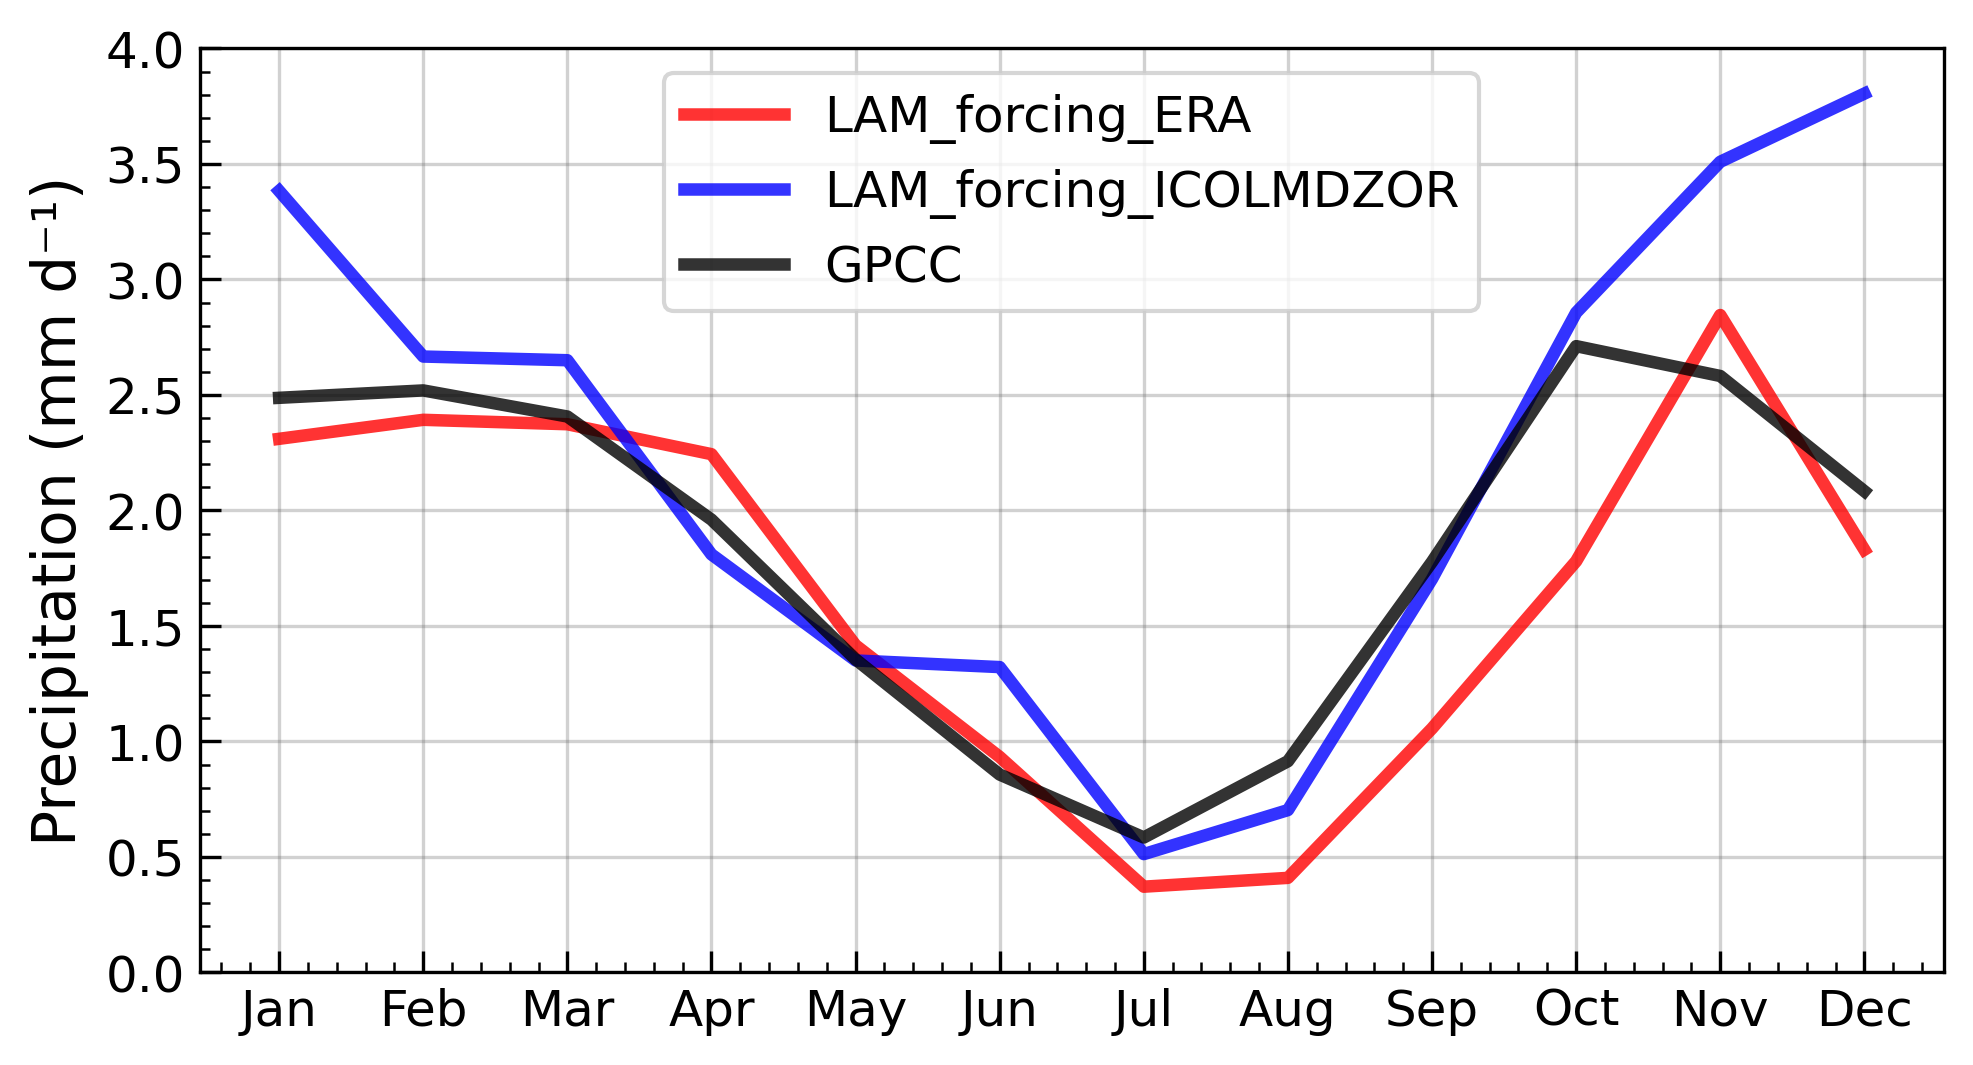 Precipitation (mm d⁻¹)
4.0
3.5
3.0
2.5
2.0
1.5
1.0
0.5
0.0
LAM_forcing_ERA
LAM_forcing_ICOLMDZOR
GPCC
Jan Feb Mar Apr May Jun Jul Aug Sep Oct Nov Dec